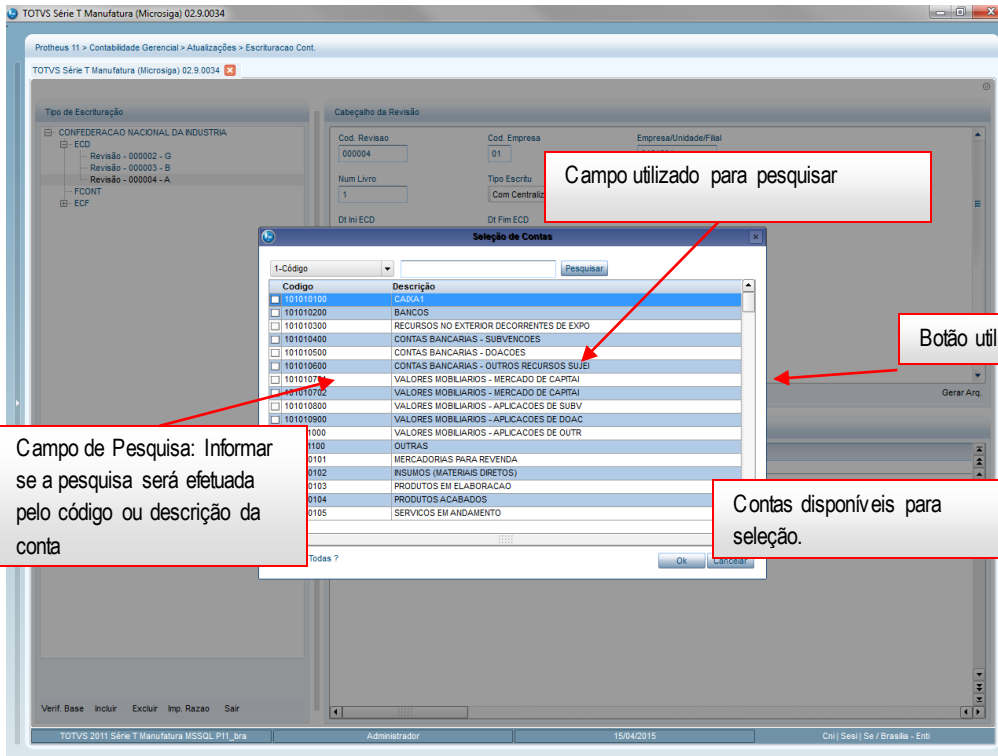 TOTVS Série T Manufatura (Microsiga) 02.9.0034
Protheus 11 > Contabilidade Gerencial > Atualizações > Escrituracao Cont.
TOTVS Série T Manufatura (Microsiga) 02.9.0034
Tipo de Escrituração
CONFEDERACAO NACIONAL DA INDUSTRIA
ECD
Revisão - 000002 - G
Revisão - 000003 - B
Revisão - 000004 - A
FCONT
ECF
Cabeçalho da Revisão
Cod. Revisao Cod. Empresa Empresa/Unidade/Filial
000004 01
Num Livro Tipo Escritu
1 Com Centraliz
Dt Ini ECD Dt Fim ECD
Campo utilizado para pesquisar
Seleção de Contas
1-Código Pesquisar
Codigo Descrição
101010100 CAIXA1
101010200 BANCOS
101010300 RECURSOS NO EXTERIOR DECORRENTES DE EXPO
101010400 CONTAS BANCARIAS - SUBVENCOES
101010500 CONTAS BANCARIAS - DOACOES
101010600 CONTAS BANCARIAS - OUTROS RECURSOS SUJEI
VALORES MOBILIARIOS - MERCADO DE CAPITAI
101010702 VALORES MOBILIARIOS - MERCADO DE CAPITAI
101010800 VALORES MOBILIARIOS - APLICACOES DE SUBV
101010900 VALORES MOBILIARIOS - APLICACOES DE DOAC
1000 VALORES MOBILIARIOS - APLICACOES DE OUTR
1100 OUTRAS
0101 MERCADORIAS PARA REVENDA
0102 INSUMOS (MATERIAIS DIRETOS)
0103 PRODUTOS EM ELABORACAO
0104 PRODUTOS ACABADOS
0105 SERVICOS EM ANDAMENTO
Todas ?
Ok Cancelar
Botão util
Gerar Arq.
Campo de Pesquisa: Informar
se a pesquisa será efetuada
pelo código ou descrição da
conta
Contas disponíveis para
seleção.
Verif. Base Incluir Excluir Imp. Razao Sair
TOTVS 2011 Série T Manufatura MSSQL P11_bra Administrador 15/04/2015 Cni | Sesi | Se / Brasilia - Enti